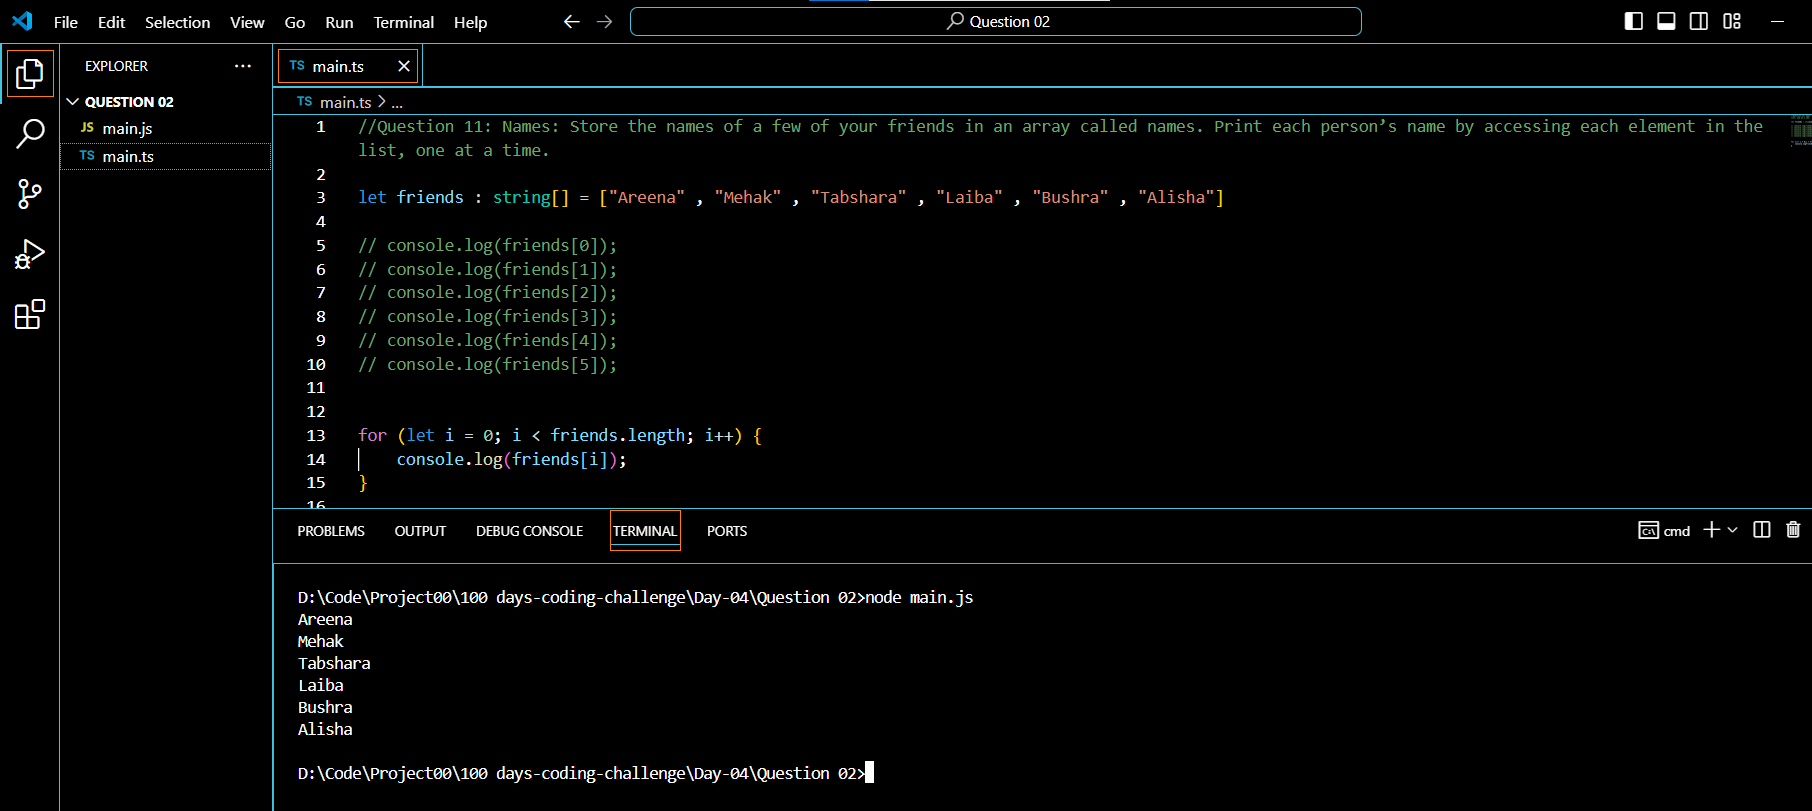 File Edit Selection View Go Run Terminal Help
Question 02
EXPLORER
QUESTION 02
JS main.js
TS main.ts
TS main.ts
TS main.ts > ...
1 //Question 11: Names: Store the names of a few of your friends in an array called names. Print each person’s name by accessing each element in the
list, one at a time.
2
3 let friends : string[] = ["Areena" , "Mehak" , "Tabshara" , "Laiba" , "Bushra" , "Alisha"]
4
5 // console.log(friends[0]);
6 // console.log(friends[1]);
7 // console.log(friends[2]);
8 // console.log(friends[3]);
9 // console.log(friends[4]);
10 // console.log(friends[5]);
11
12
13 for (let i = 0; i < friends.length; i++) {
14 console.log(friends[i]);
15 }
16
PROBLEMS OUTPUT DEBUG CONSOLE TERMINAL PORTS
cmd
D:\Code\Project00\100 days-coding-challenge\Day-04\Question 02>node main.js
Areena
Mehak
Tabshara
Laiba
Bushra
Alisha
D:\Code\Project00\100 days-coding-challenge\Day-04\Question 02>